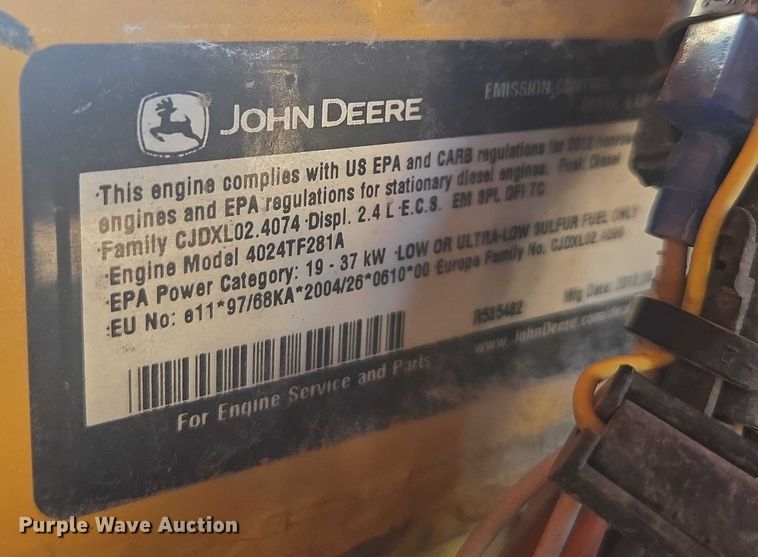 JOHN DEERE
EMISSION CONTROL
·This engine complies with US EPA and CARB regulations for 2012 nonroad
engines and EPA regulations for stationary diesel engines. Fuel: Diesel
·Family CJDXL02.4074 ·Displ. 2.4 L ·E.C.S. EM SPL DFI TC
·Engine Model 4024TF281A
·EPA Power Category: 19 - 37 kW ·LOW OR ULTRA-LOW SULFUR FUEL ONLY
·EU No: e11*97/68KA*2004/26*0610*00 ·Europe Family No. CJDXL02.4090
R535482 Mfg Date:
For Engine Service and Parts www.JohnDeere.com
Purple Wave Auction